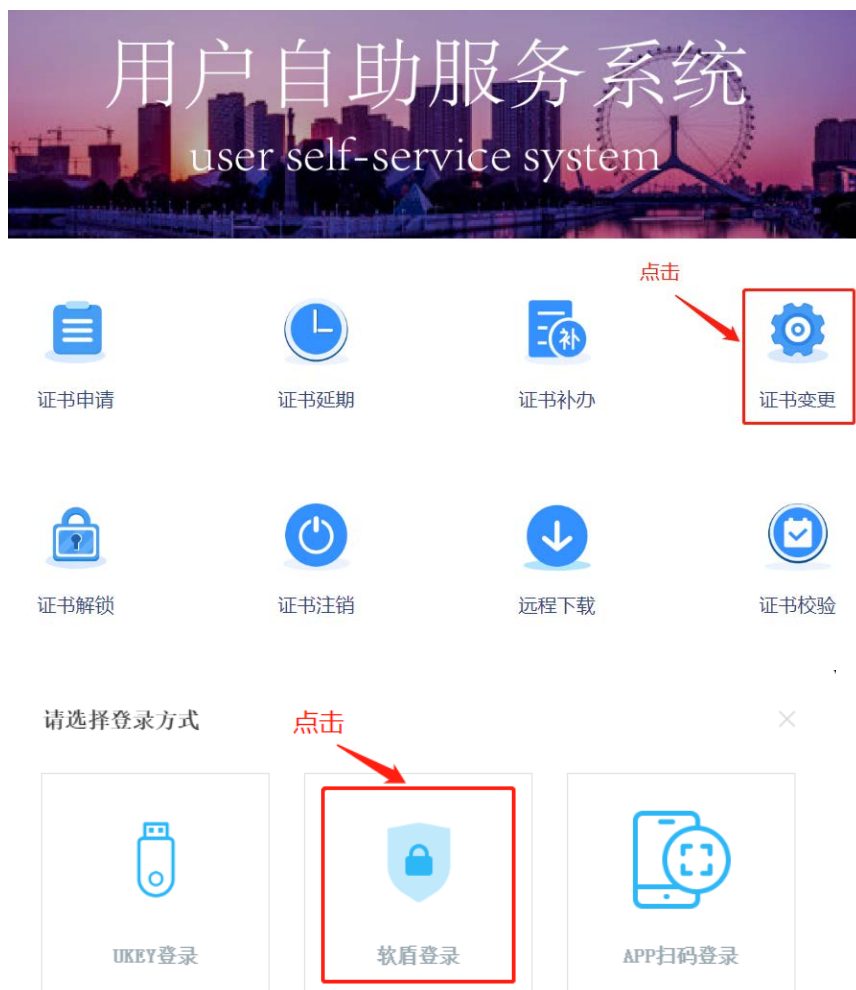 用户自助服务系统
user self-service system
点击
证书申请
证书延期
补
证书补办
证书变更
证书解锁
证书注销
远程下载
证书校验
请选择登录方式
点击
UKEY登录
软盾登录
APP扫码登录